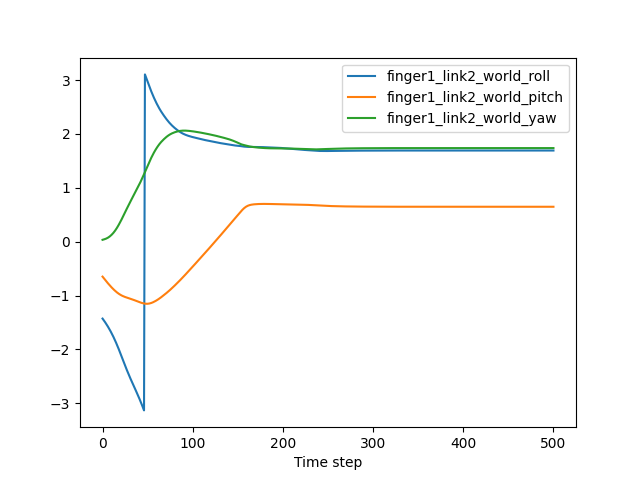 3
2
1
0
−1
−2
−3
finger1_link2_world_roll
finger1_link2_world_pitch
finger1_link2_world_yaw
0 100 200 300 400 500
Time step